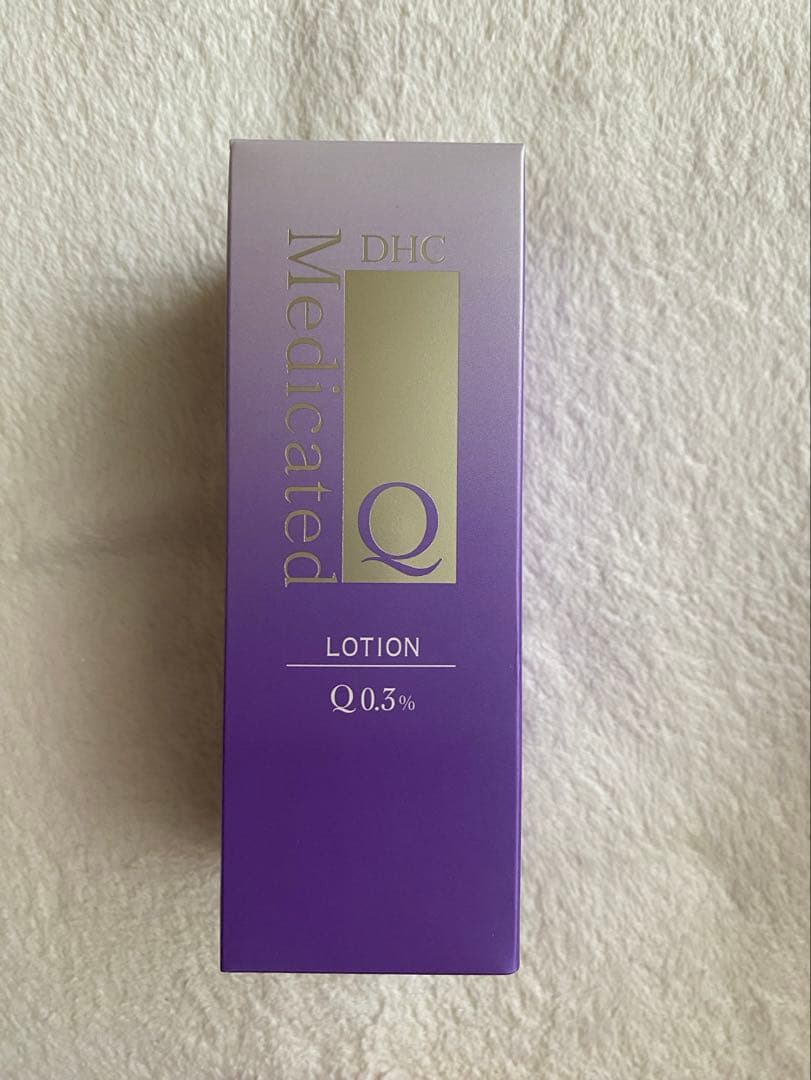 DHC
Medicated
Q
LOTION
Q 0.3%